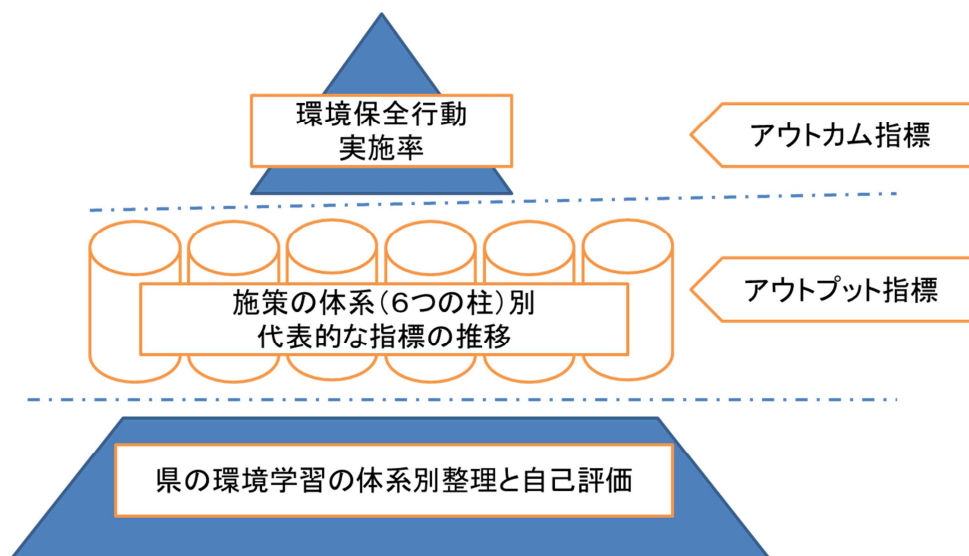 環境保全行動
実施率
アウトカム指標
施策の体系(6つの柱)別
代表的な指標の推移
アウトプット指標
県の環境学習の体系別整理と自己評価